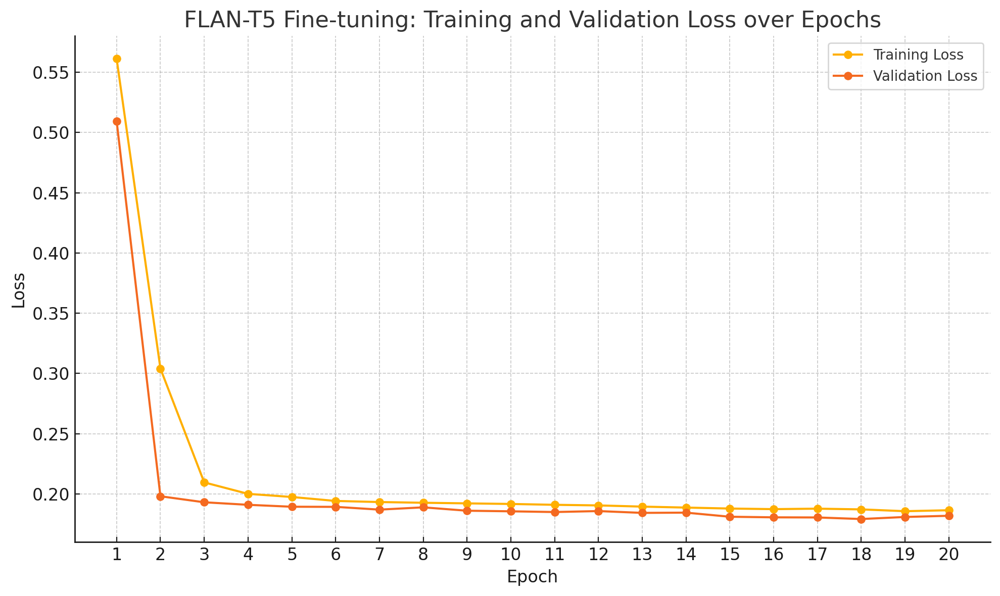 FLAN-T5 Fine-tuning: Training and Validation Loss over Epochs
Training Loss
Validation Loss
Loss
0.55
0.50
0.45
0.40
0.35
0.30
0.25
0.20
1 2 3 4 5 6 7 8 9 10 11 12 13 14 15 16 17 18 19 20
Epoch